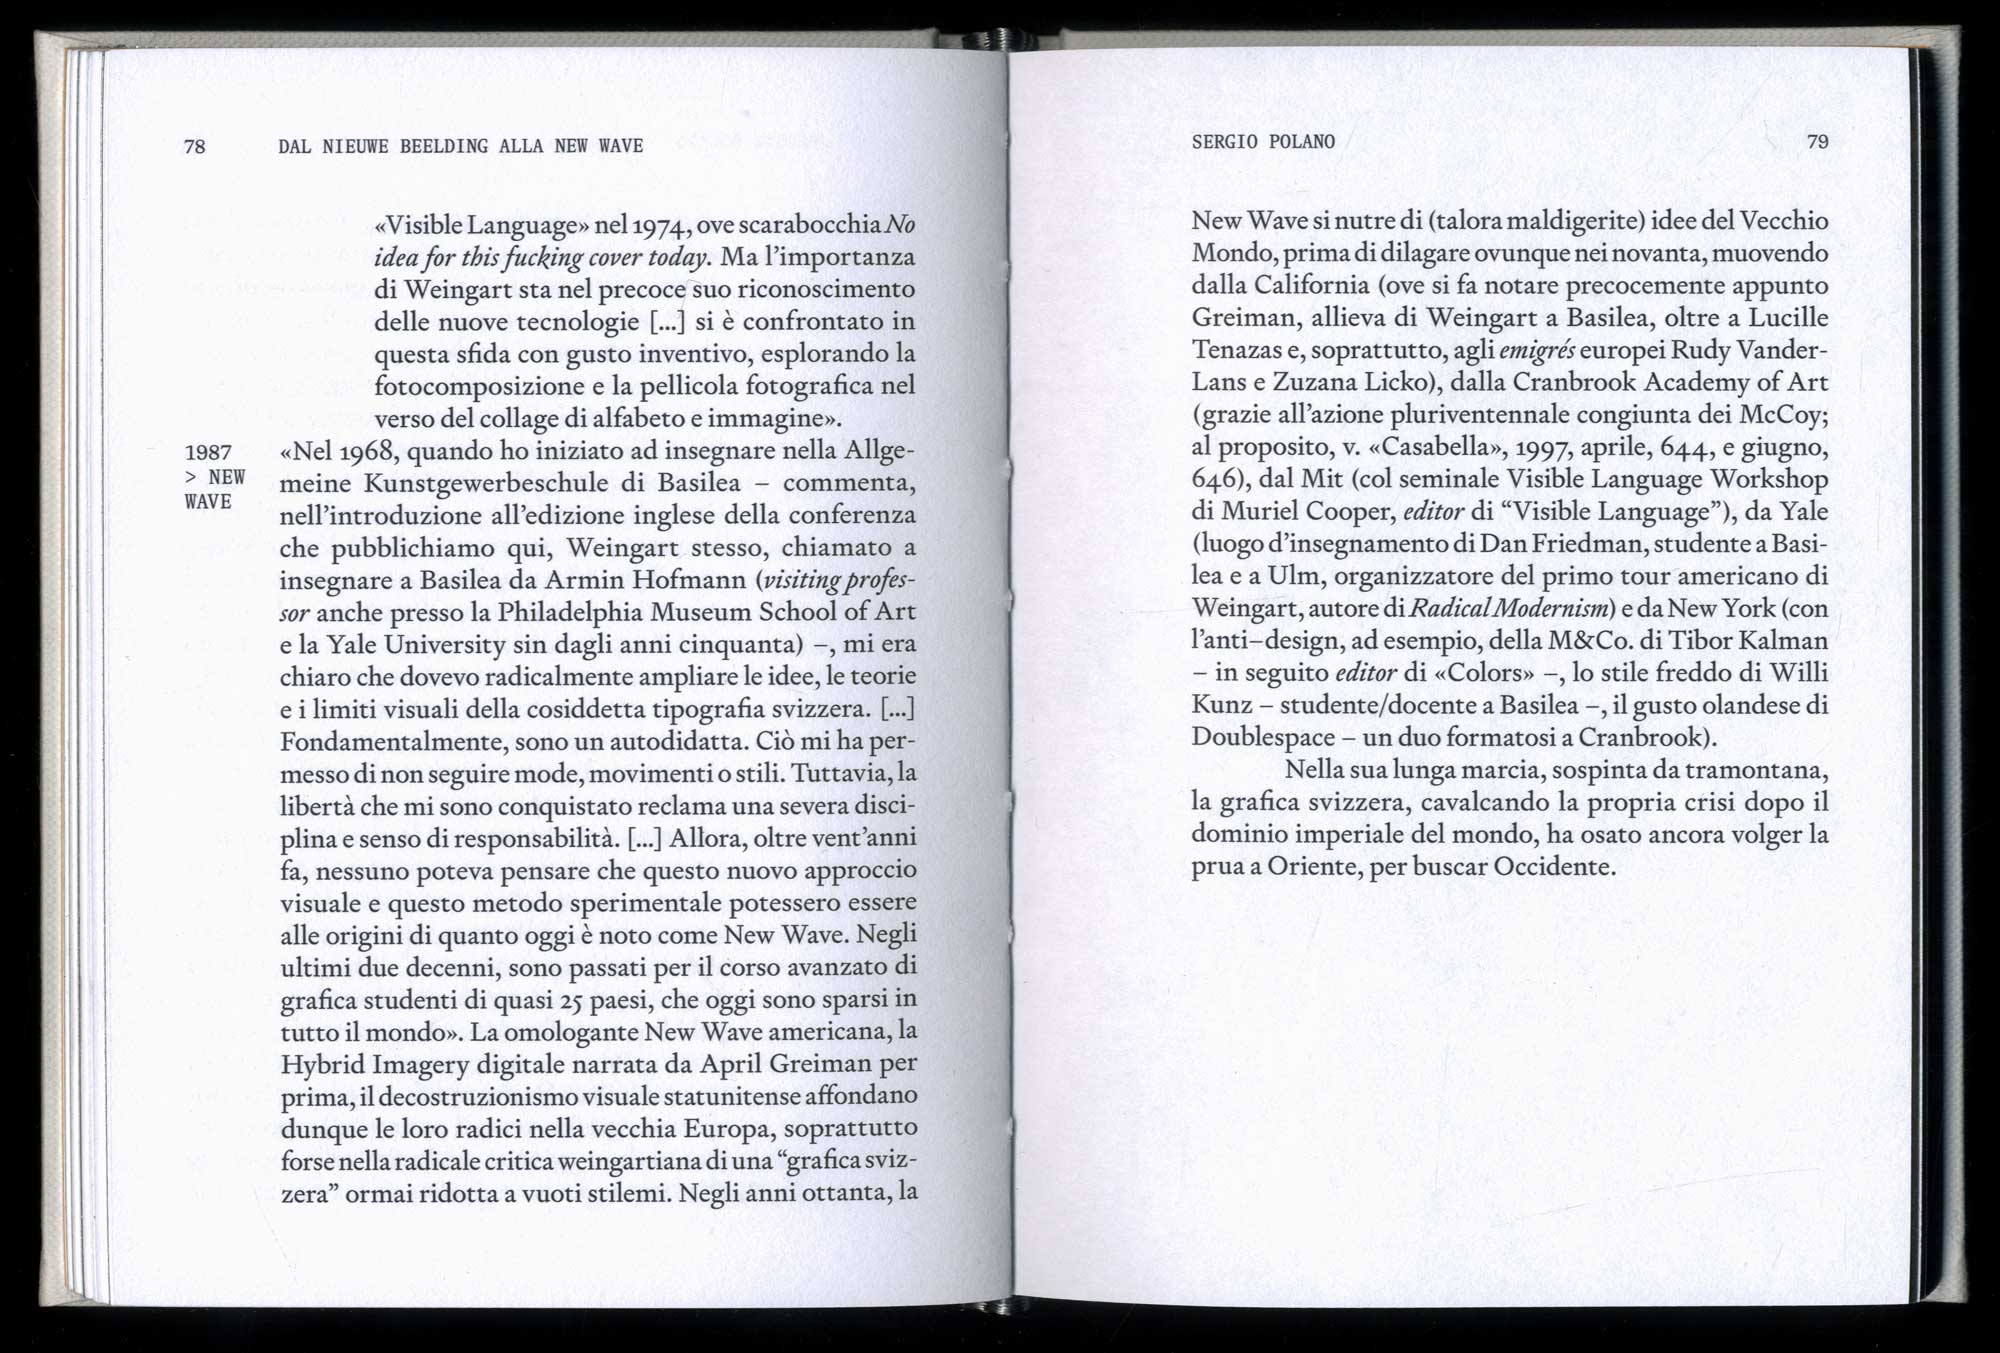 78 DAL NIEUWE BEELDING ALLA NEW WAVE
«Visible Language» nel 1974, ove scarabocchia No
idea for this fucking cover today. Ma l'importanza
di Weingart sta nel precoce suo riconoscimento
delle nuove tecnologie [...] si è confrontato in
questa sfida con gusto inventivo, esplorando la
fotocomposizione e la pellicola fotografica nel
verso del collage di alfabeto e immagine».
1987
> NEW
WAVE
«Nel 1968, quando ho iniziato ad insegnare nella Allge-
meine Kunstgewerbeschule di Basilea – commenta,
nell'introduzione all'edizione inglese della conferenza
che pubblichiamo qui, Weingart stesso, chiamato a
insegnare a Basilea da Armin Hofmann (visiting profes-
sor anche presso la Philadelphia Museum School of Art
e la Yale University sin dagli anni cinquanta) –, mi era
chiaro che dovevo radicalmente ampliare le idee, le teorie
e i limiti visuali della cosiddetta tipografia svizzera. [...]
Fondamentalmente, sono un autodidatta. Ciò mi ha per-
messo di non seguire mode, movimenti o stili. Tuttavia, la
libertà che mi sono conquistato reclama una severa disci-
plina e senso di responsabilità. [...] Allora, oltre vent'anni
fa, nessuno poteva pensare che questo nuovo approccio
visuale e questo metodo sperimentale potessero essere
alle origini di quanto oggi è noto come New Wave. Negli
ultimi due decenni, sono passati per il corso avanzato di
grafica studenti di quasi 25 paesi, che oggi sono sparsi in
tutto il mondo». La omologante New Wave americana, la
Hybrid Imagery digitale narrata da April Greiman per
prima, il decostruzionismo visuale statunitense affondano
dunque le loro radici nella vecchia Europa, soprattutto
forse nella radicale critica weingartiana di una “grafica sviz-
zera” ormai ridotta a vuoti stilemi. Negli anni ottanta, la
SERGIO POLANO 79
New Wave si nutre di (talora maldigerite) idee del Vecchio
Mondo, prima di dilagare ovunque nei novanta, muovendo
dalla California (ove si fa notare precocemente appunto
Greiman, allieva di Weingart a Basilea, oltre a Lucille
Tenazas e, soprattutto, agli emigrés europei Rudy Vander-
Lans e Zuzana Licko), dalla Cranbrook Academy of Art
(grazie all'azione pluriventennale congiunta dei McCoy;
al proposito, v. «Casabella», 1997, aprile, 644, e giugno,
646), dal Mit (col seminale Visible Language Workshop
di Muriel Cooper, editor di “Visible Language”), da Yale
(luogo d'insegnamento di Dan Friedman, studente a Basi-
lea e a Ulm, organizzatore del primo tour americano di
Weingart, autore di Radical Modernism) e da New York (con
l'anti–design, ad esempio, della M&Co. di Tibor Kalman
– in seguito editor di «Colors» –, lo stile freddo di Willi
Kunz – studente/docente a Basilea –, il gusto olandese di
Doublespace – un duo formatosi a Cranbrook).
Nella sua lunga marcia, sospinta da tramontana,
la grafica svizzera, cavalcando la propria crisi dopo il
dominio imperiale del mondo, ha osato ancora volger la
prua a Oriente, per buscar Occidente.